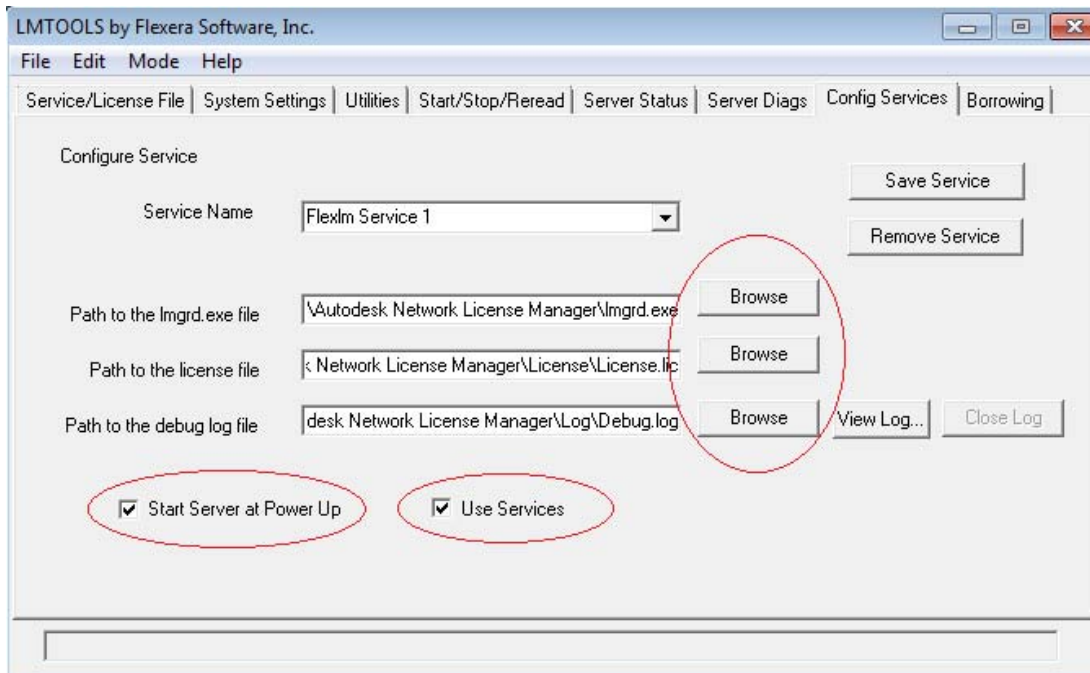 LMTOOLS by Flexera Software, Inc.
File Edit Mode Help
Service/License File System Settings Utilities Start/Stop/Reread Server Status Server Diags Config Services Borrowing
Configure Service
Save Service
Service Name Flexlm Service 1
Remove Service
Path to the lmgrd.exe file \Autodesk Network License Manager\lmgrd.exe Browse
Path to the license file k Network License Manager\License\License.lic Browse
Path to the debug log file desk Network License Manager\Log\Debug.log Browse View Log... Close Log
Start Server at Power Up Use Services